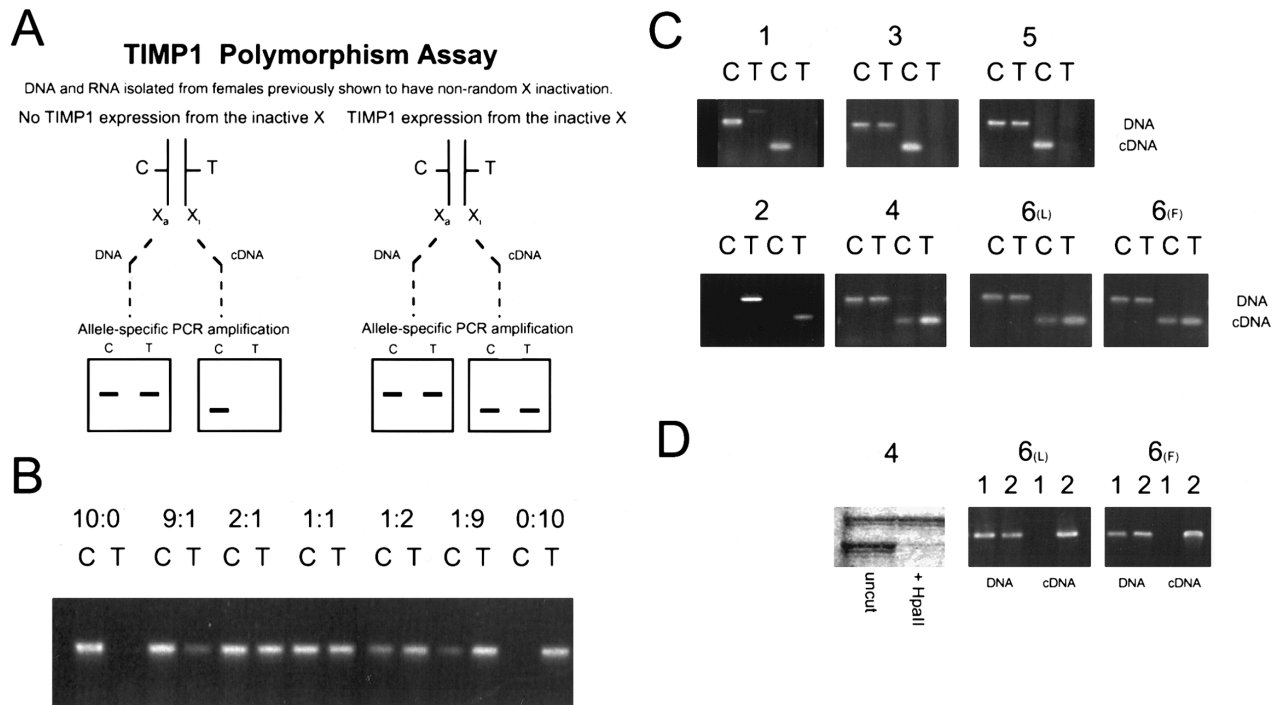 A
TIMP1 Polymorphism Assay
DNA and RNA isolated from females previously shown to have non-random X inactivation.
No TIMP1 expression from the inactive X
TIMP1 expression from the inactive X
C T
Xa Xi
DNA cDNA
Allele-specific PCR amplification
C T C T
C T
Xa Xi
DNA cDNA
Allele-specific PCR amplification
C T C T
B
10:0 9:1 2:1 1:1 1:2 1:9 0:10
C T C T C T C T C T C T C T
C
1 3 5
C T C T C T C T C T C T
DNA
cDNA
2 4 6(L) 6(F)
C T C T C T C T C T C T C T C T
DNA
cDNA
D
4 6(L) 6(F)
1 2 1 2 1 2 1 2
uncut
+ HpaII
DNA cDNA DNA cDNA